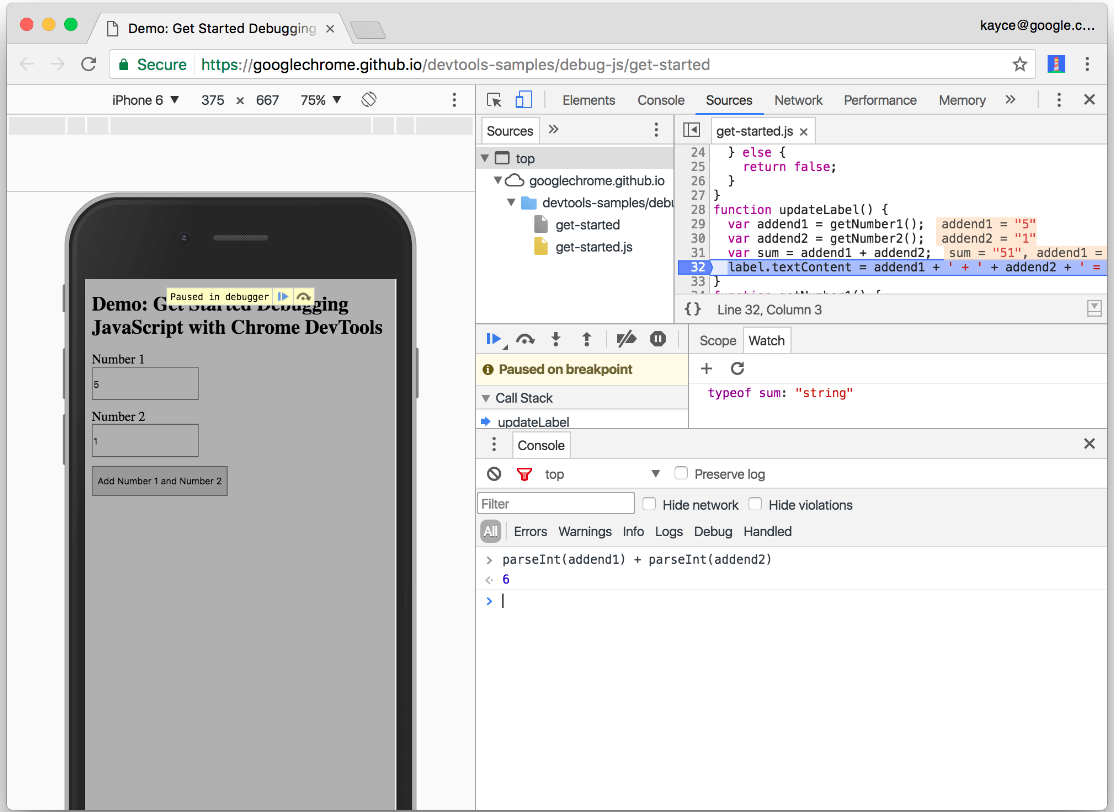 Demo: Get Started Debugging ×
kayce@google.c...
Secure https://googlechrome.github.io/devtools-samples/debug-js/get-started
iPhone 6 ▼ 375 × 667 75% ▼
Demo: Get Started Debugging
Paused in debugger
JavaScript with Chrome DevTools
Number 1
5
Number 2
1
Add Number 1 and Number 2
Elements Console Sources Network Performance Memory »
Sources »
top
googlechrome.github.io
devtools-samples/debu
get-started
get-started.js
get-started.js ×
24 } else {
25 return false;
26 }
27 }
28 function updateLabel() {
29 var addend1 = getNumber1(); addend1 = "5"
30 var addend2 = getNumber2(); addend2 = "1"
31 var sum = addend1 + addend2; sum = "51", addend1 =
32 label.textContent = addend1 + ' + ' + addend2 + ' =
33 }
34 function getNumber1() {
{} Line 32, Column 3
Paused on breakpoint
Call Stack
updateLabel
Scope Watch
typeof sum: "string"
Console
top ▼ Preserve log
Filter Hide network Hide violations
All Errors Warnings Info Logs Debug Handled
> parseInt(addend1) + parseInt(addend2)
6
>